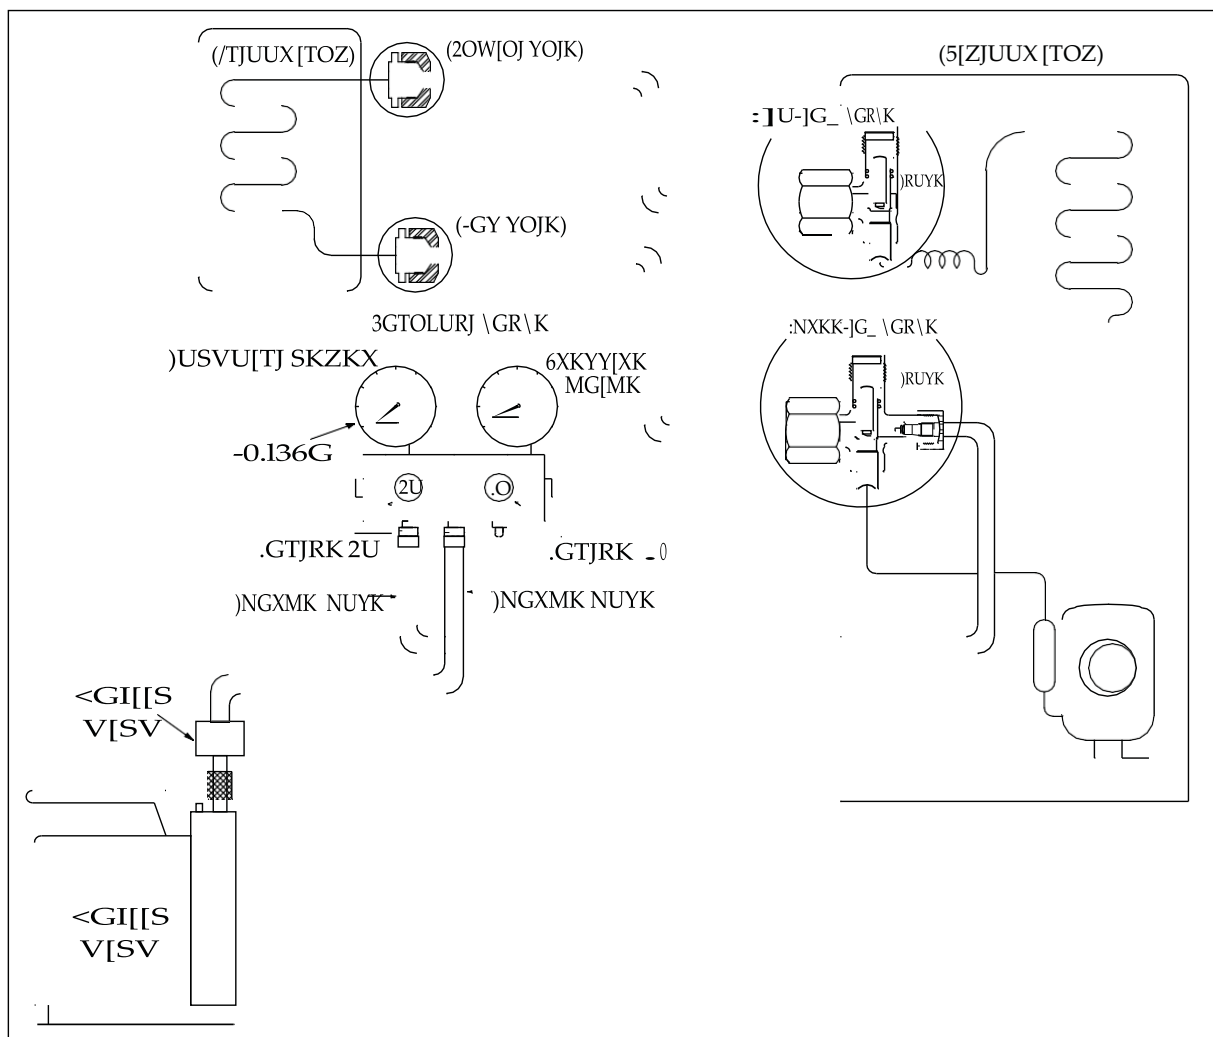 (/TJUUX [TOZ)
(2OW[OJ YOJK)
(5[ZJUUX [TOZ)
:]U-]G_ \GR\K
)RUYK
(-GY YOJK)
3GTOLURJ \GR\K
:NXKK-]G_ \GR\K
)USVU[TJ SKZKX
6XKYY[XK
MG[MK
)RUYK
-0.136G
2U
.O
.GTJRK 2U
.GTJRK .0
)NGXMK NUYK
)NGXMK NUYK
<GI[[S
V[SV
<GI[[S
V[SV